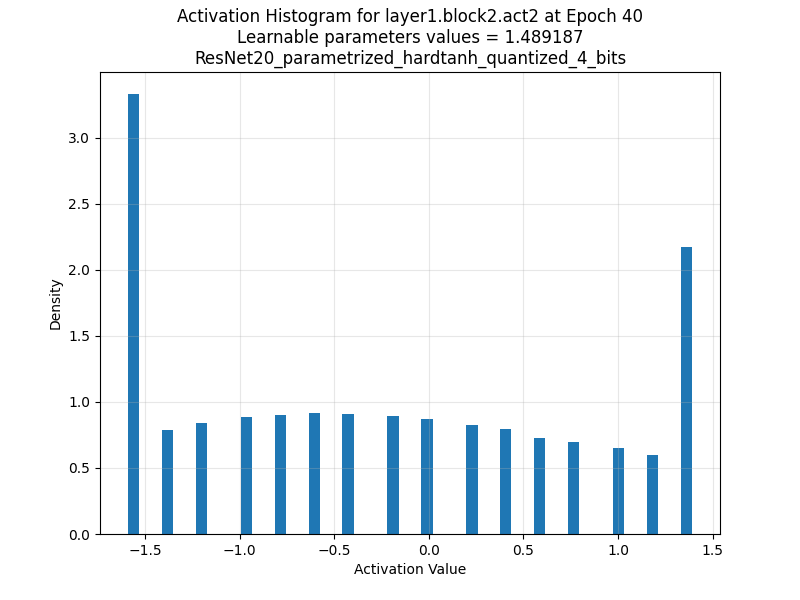 Activation Histogram for layer1.block2.act2 at Epoch 40
Learnable parameters values = 1.489187
ResNet20_parametrized_hardtanh_quantized_4_bits
3.0
2.5
2.0
1.5
1.0
0.5
0.0
Density
−1.5 −1.0 −0.5 0.0 0.5 1.0 1.5
Activation Value